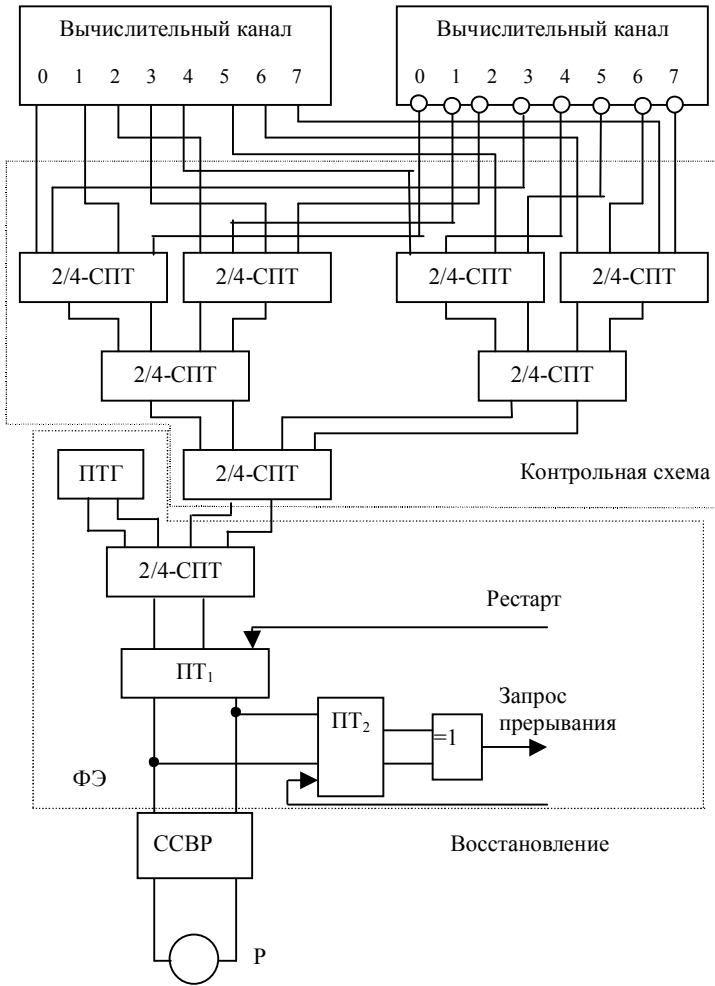 Вычислительный канал
0 1 2 3 4 5 6 7
Вычислительный канал
0 1 2 3 4 5 6 7
2/4-СПТ
2/4-СПТ
2/4-СПТ
2/4-СПТ
2/4-СПТ
2/4-СПТ
ПТГ
2/4-СПТ
Контрольная схема
2/4-СПТ
Рестарт
ПТ₁
Запрос
прерывания
ПТ₂
=1
ФЭ
ССВР
Восстановление
Р